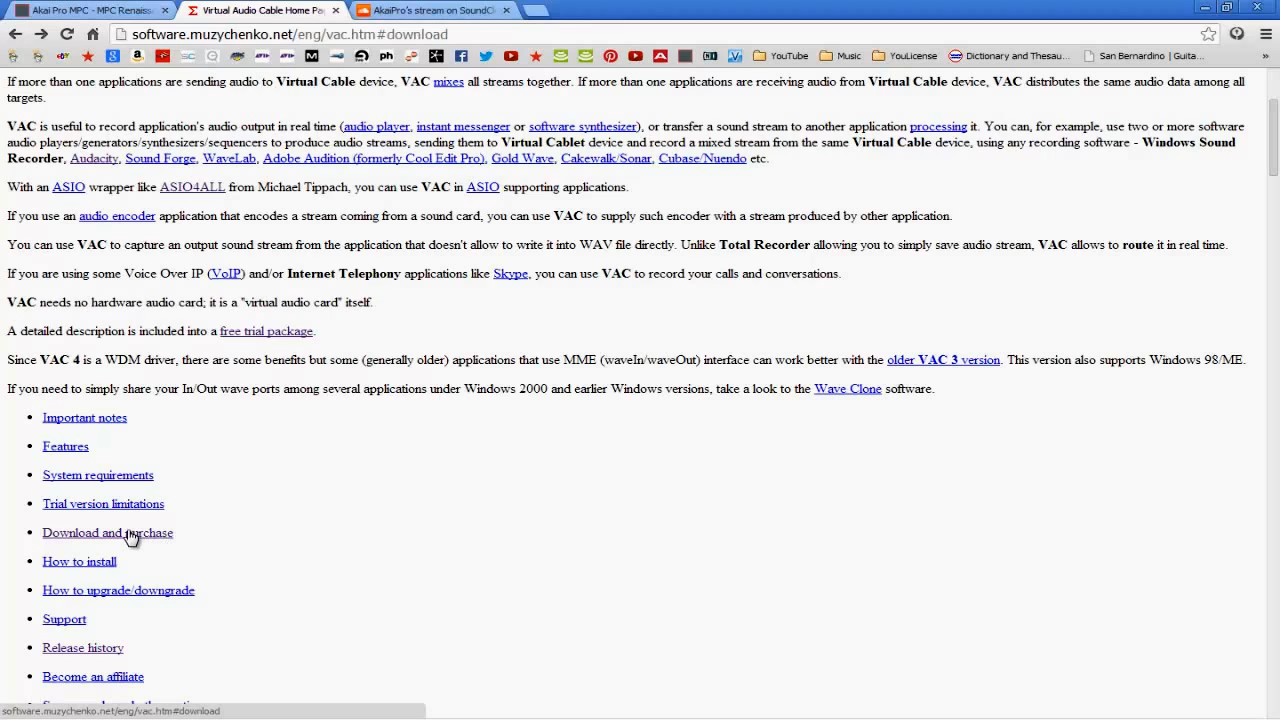 Akai Pro MPC - MPC Renaiss
Virtual Audio Cable Home Pa
AkaiPro's stream on SoundCl
software.muzychenko.net/eng/vac.htm#download
YouTube
Music
YouLicense
Dictionary and Thesau...
San Bernardino | Guita...
If more than one applications are sending audio to Virtual Cable device, VAC mixes all streams together. If more than one applications are receiving audio from Virtual Cable device, VAC distributes the same audio data among all
targets.
VAC is useful to record application's audio output in real time (audio player, instant messenger or software synthesizer), or transfer a sound stream to another application processing it. You can, for example, use two or more software
audio players/generators/synthesizers/sequencers to produce audio streams, sending them to Virtual Cablet device and record a mixed stream from the same Virtual Cable device, using any recording software - Windows Sound
Recorder, Audacity, Sound Forge, WaveLab, Adobe Audition (formerly Cool Edit Pro), Gold Wave, Cakewalk/Sonar, Cubase/Nuendo etc.
With an ASIO wrapper like ASIO4ALL from Michael Tippach, you can use VAC in ASIO supporting applications.
If you use an audio encoder application that encodes a stream coming from a sound card, you can use VAC to supply such encoder with a stream produced by other application.
You can use VAC to capture an output sound stream from the application that doesn't allow to write it into WAV file directly. Unlike Total Recorder allowing you to simply save audio stream, VAC allows to route it in real time.
If you are using some Voice Over IP (VoIP) and/or Internet Telephony applications like Skype, you can use VAC to record your calls and conversations.
VAC needs no hardware audio card; it is a "virtual audio card" itself.
A detailed description is included into a free trial package.
Since VAC 4 is a WDM driver, there are some benefits but some (generally older) applications that use MME (waveIn/waveOut) interface can work better with the older VAC 3 version. This version also supports Windows 98/ME.
If you need to simply share your In/Out wave ports among several applications under Windows 2000 and earlier Windows versions, take a look to the Wave Clone software.
Important notes
Features
System requirements
Trial version limitations
Download and purchase
How to install
How to upgrade/downgrade
Support
Release history
Become an affiliate
software.muzychenko.net/eng/vac.htm#download